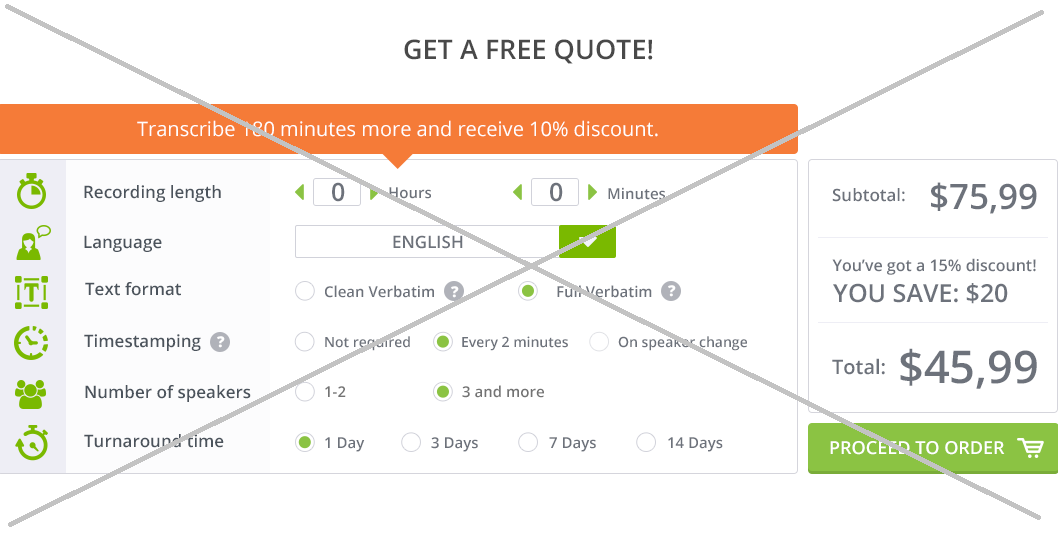 GET A FREE QUOTE!
Transcribe 180 minutes more and receive 10% discount.
Recording length 0 Hours 0 Minutes
Language ENGLISH
Text format Clean Verbatim ? Full Verbatim ?
Timestamping ? Not required Every 2 minutes On speaker change
Number of speakers 1-2 3 and more
Turnaround time 1 Day 3 Days 7 Days 14 Days
Subtotal: $75,99
You've got a 15% discount!
YOU SAVE: $20
Total: $45,99
PROCEED TO ORDER